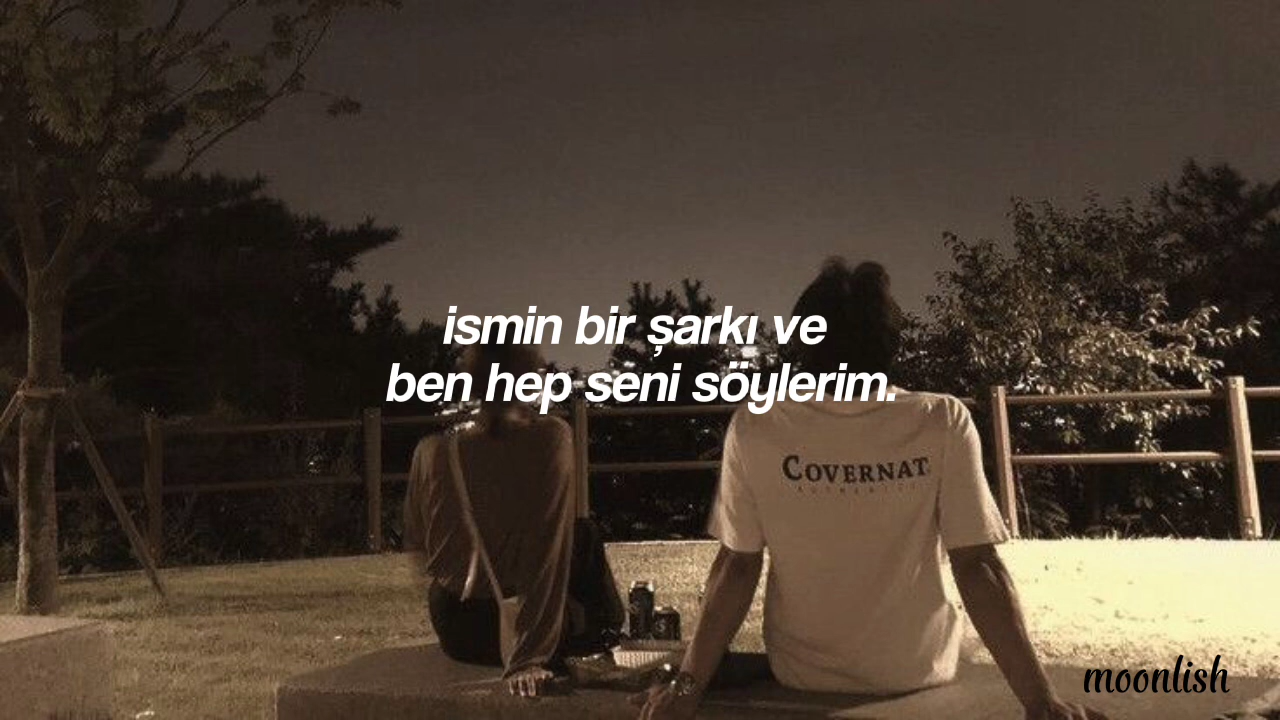 ismin bir şarkı ve
ben hep seni söylerim.
COVERNAT
moonlish